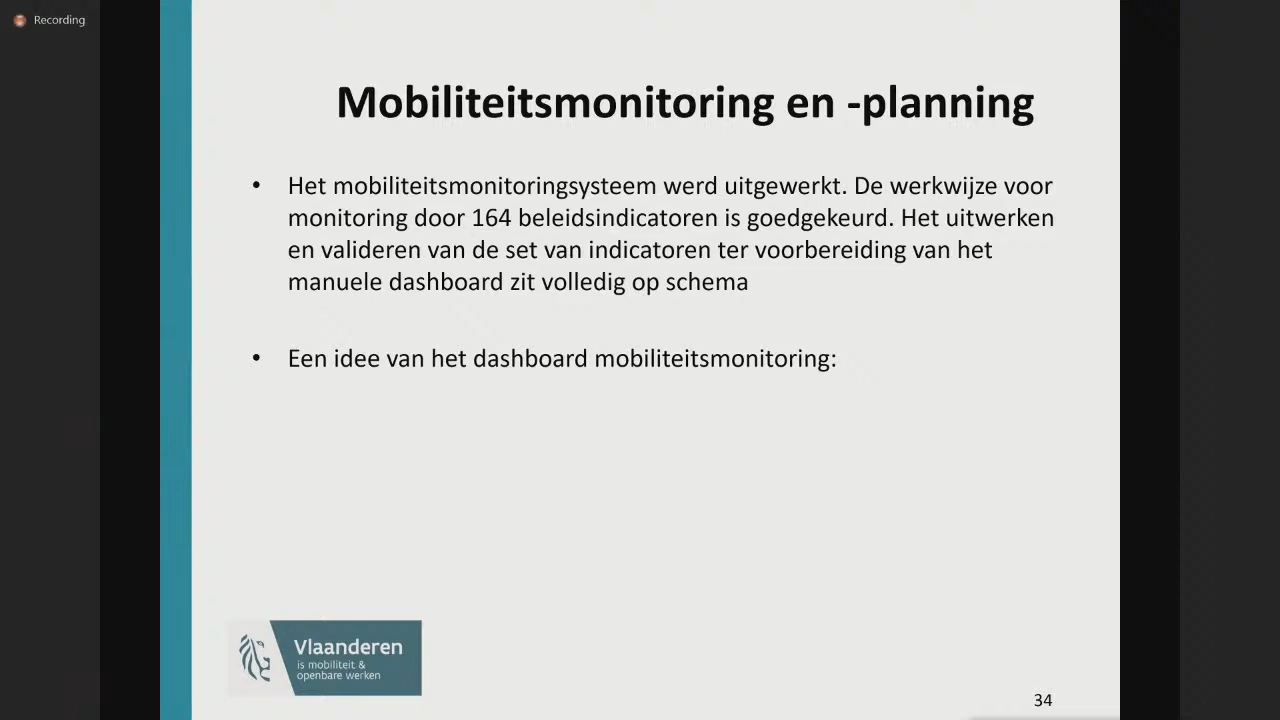 Recording
Mobiliteitsmonitoring en -planning
• Het mobiliteitsmonitoringsysteem werd uitgewerkt. De werkwijze voor
monitoring door 164 beleidsindicatoren is goedgekeurd. Het uitwerken
en valideren van de set van indicatoren ter voorbereiding van het
manuele dashboard zit volledig op schema
• Een idee van het dashboard mobiliteitsmonitoring:
Vlaanderen
is mobiliteit &
openbare werken
34